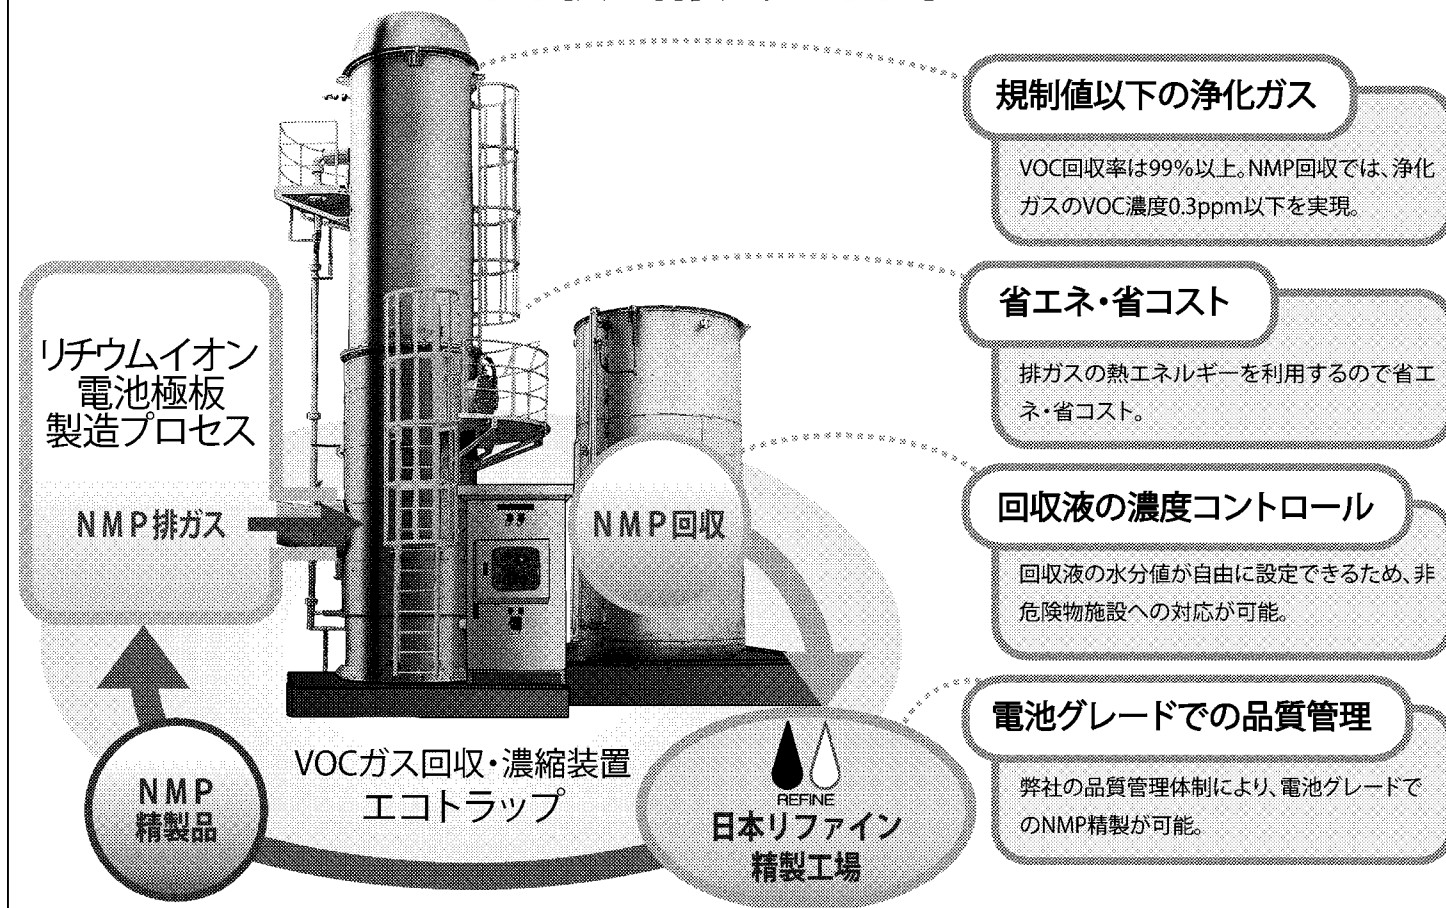 規制値以下の浄化ガス
VOC回収率は99%以上。NMP回収では、浄化
ガスのVOC濃度0.3ppm以下を実現。
省エネ・省コスト
排ガスの熱エネルギーを利用するので省エ
ネ・省コスト。
回収液の濃度コントロール
回収液の水分値が自由に設定できるため、非
危険物施設への対応が可能。
電池グレードでの品質管理
弊社の品質管理体制により、電池グレードで
のNMP精製が可能。
リチウムイオン
電池極板
製造プロセス
NMP排ガス
NMP回収
VOCガス回収・濃縮装置
エコトラップ
NMP
精製品
REFINE
日本リファイン
精製工場